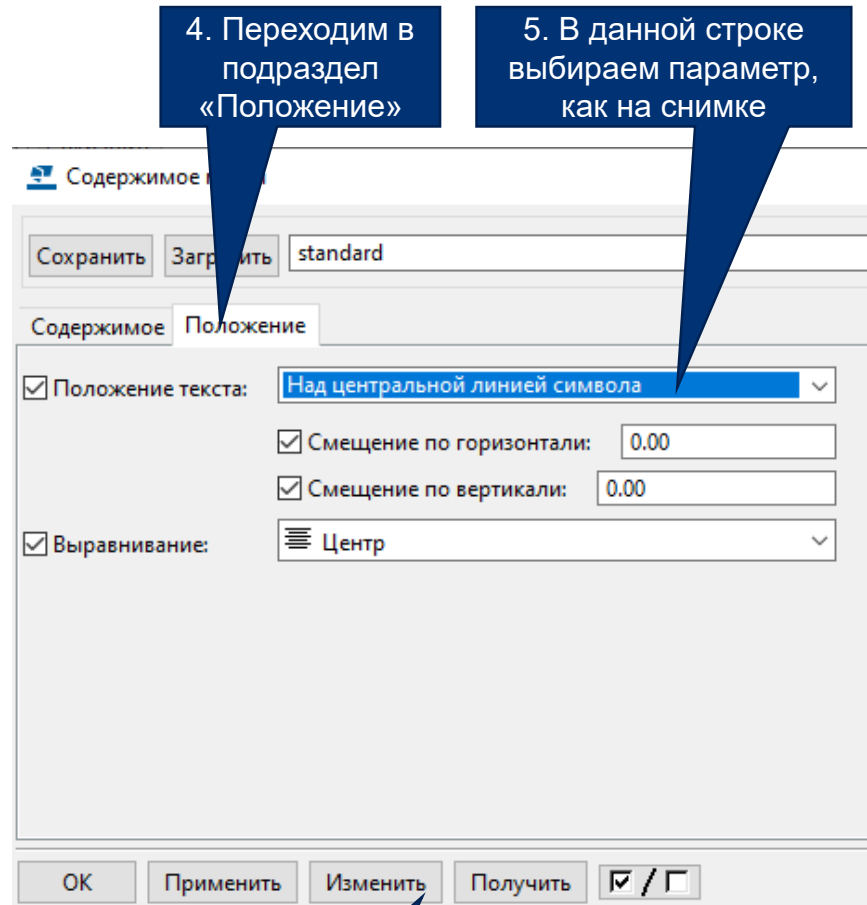 4. Переходим в
подраздел
«Положение»
5. В данной строке
выбираем параметр,
как на снимке
Содержимое
Сохранить
standard
Содержимое
Положение
Положение текста:
Над центральной линией символа
Смещение по горизонтали:
0.00
Смещение по вертикали:
0.00
Выравнивание:
Центр
OK
Применить
Изменить
Получить
/